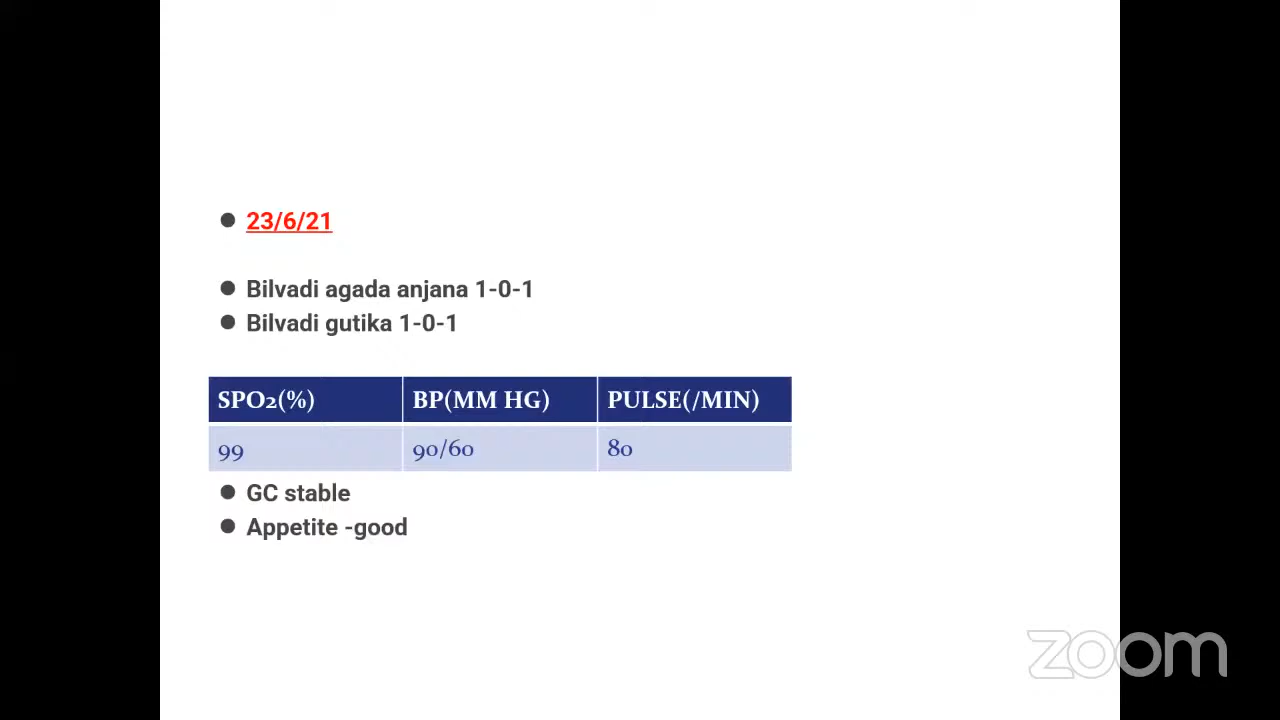 ● 23/6/21
● Bilvadi agada anjana 1-0-1
● Bilvadi gutika 1-0-1
SPO2(%) BP(MM HG) PULSE(/MIN)
99 90/60 80
● GC stable
● Appetite -good
zoom